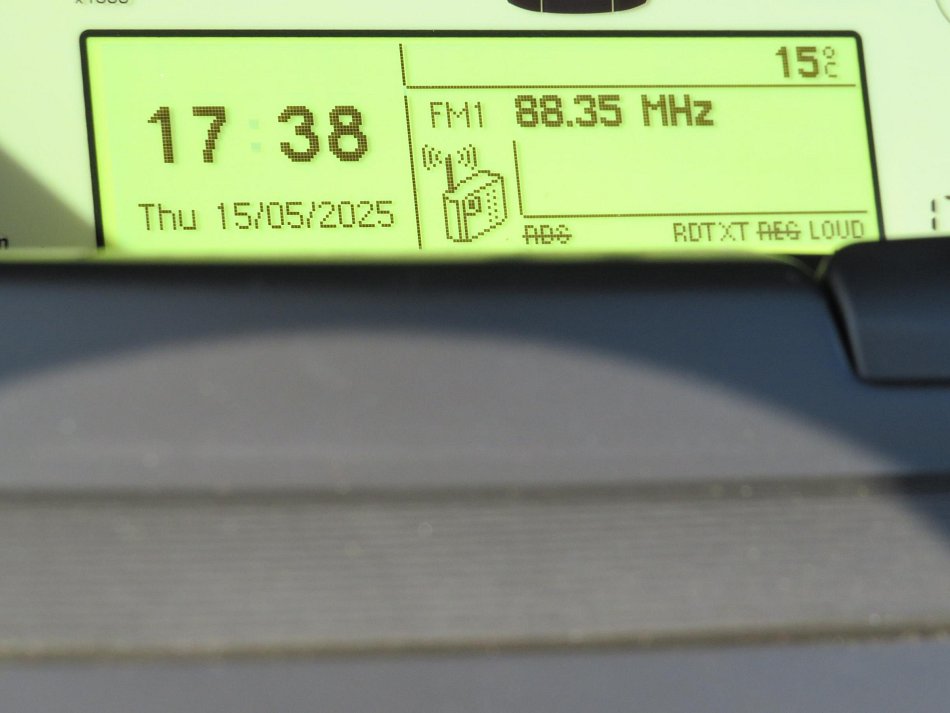 15°C
17:38
FM1 88.35 MHz
Thu 15/05/2025
RDS RDTXT REG LOUD